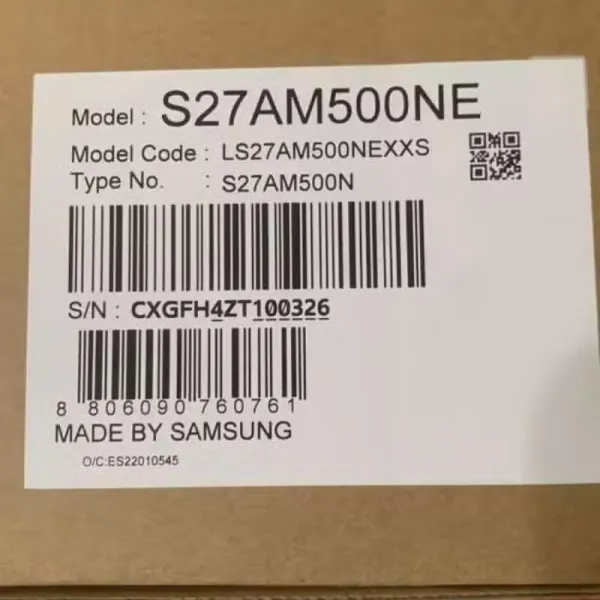 Model : S27AM500NE
Model Code : LS27AM500NEXXS
Type No. : S27AM500N
S/N : CXGFH4ZT100326
8 806090 760761
MADE BY SAMSUNG
O/C:ES22010545